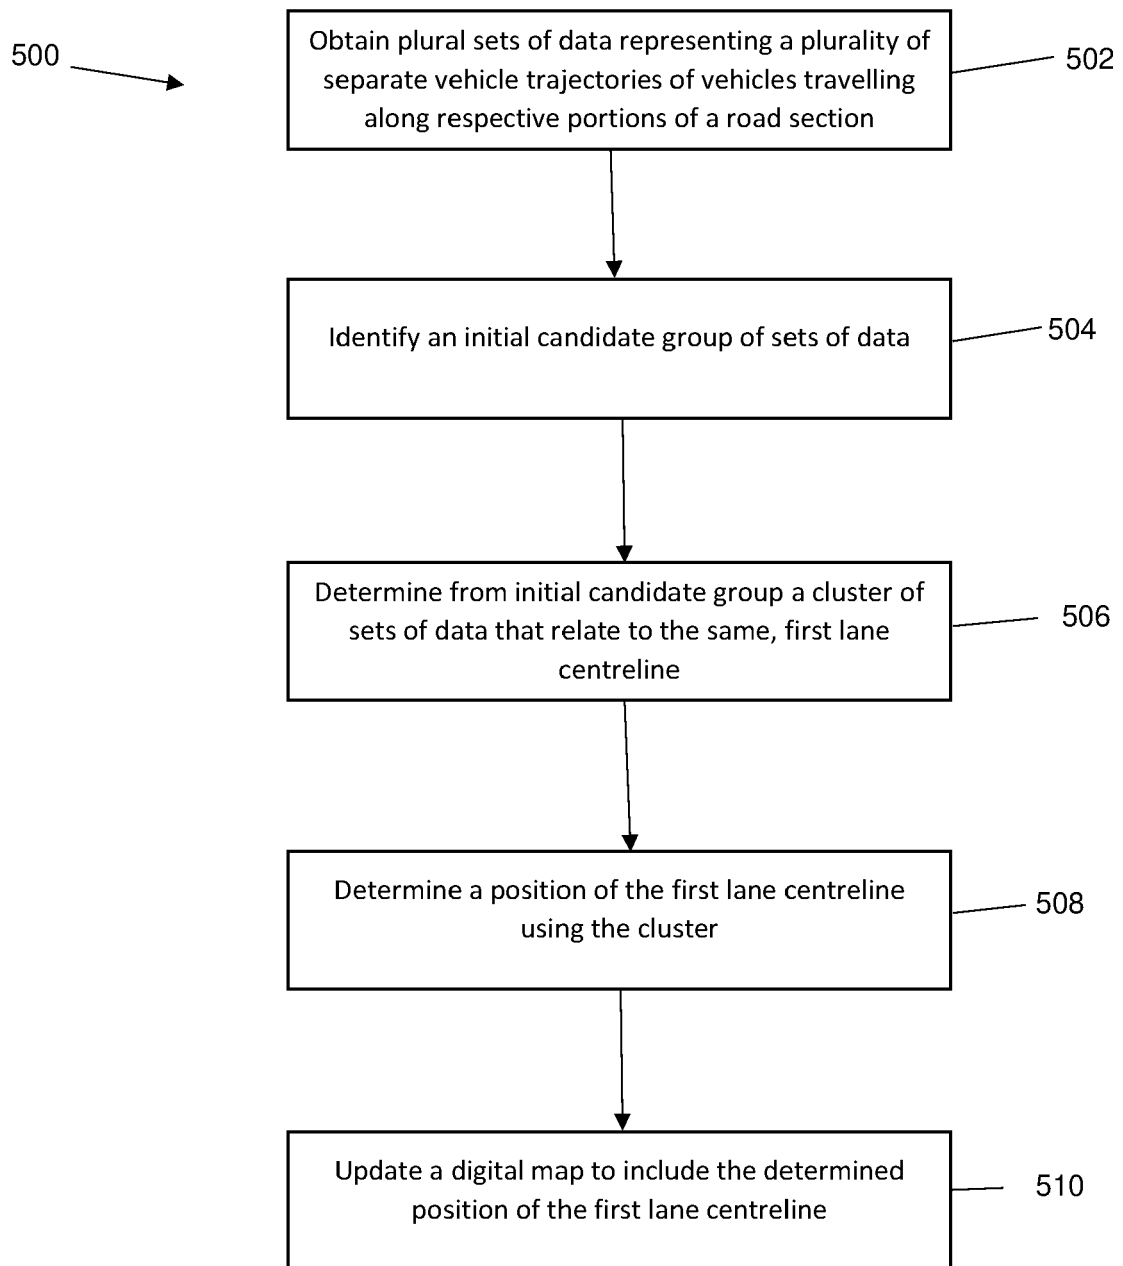 500
Obtain plural sets of data representing a plurality of
separate vehicle trajectories of vehicles travelling
along respective portions of a road section
502
Identify an initial candidate group of sets of data
504
Determine from initial candidate group a cluster of
sets of data that relate to the same, first lane
centreline
506
Determine a position of the first lane centreline
using the cluster
508
Update a digital map to include the determined
position of the first lane centreline
510